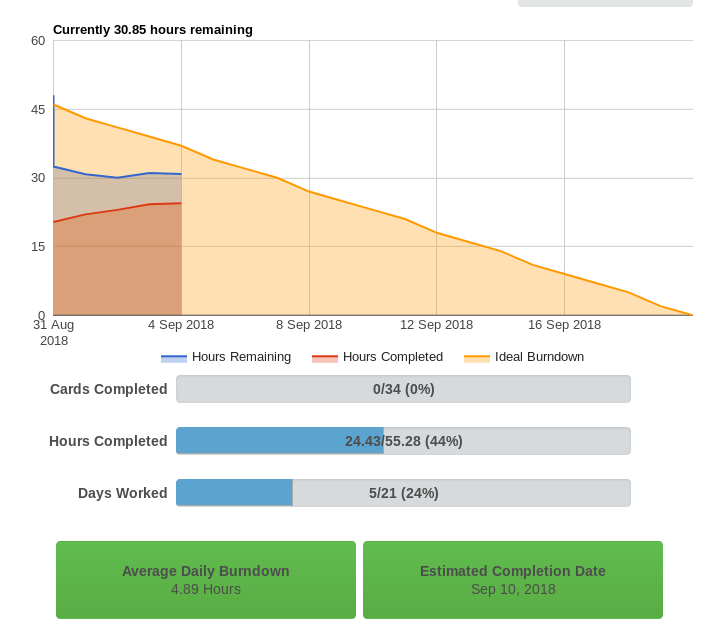 Currently 30.85 hours remaining
60
45
30
15
0
31 Aug 2018
4 Sep 2018
8 Sep 2018
12 Sep 2018
16 Sep 2018
Hours Remaining
Hours Completed
Ideal Burndown
Cards Completed 0/34 (0%)
Hours Completed 24.43/55.28 (44%)
Days Worked 5/21 (24%)
Average Daily Burndown
4.89 Hours
Estimated Completion Date
Sep 10, 2018